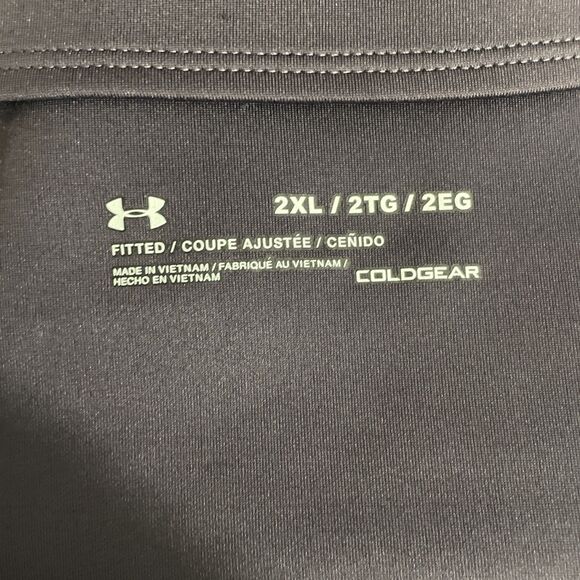 2XL / 2TG / 2EG
FITTED / COUPE AJUSTÉE / CEÑIDO
MADE IN VIETNAM / FABRIQUÉ AU VIETNAM /
HECHO EN VIETNAM
COLDGEAR